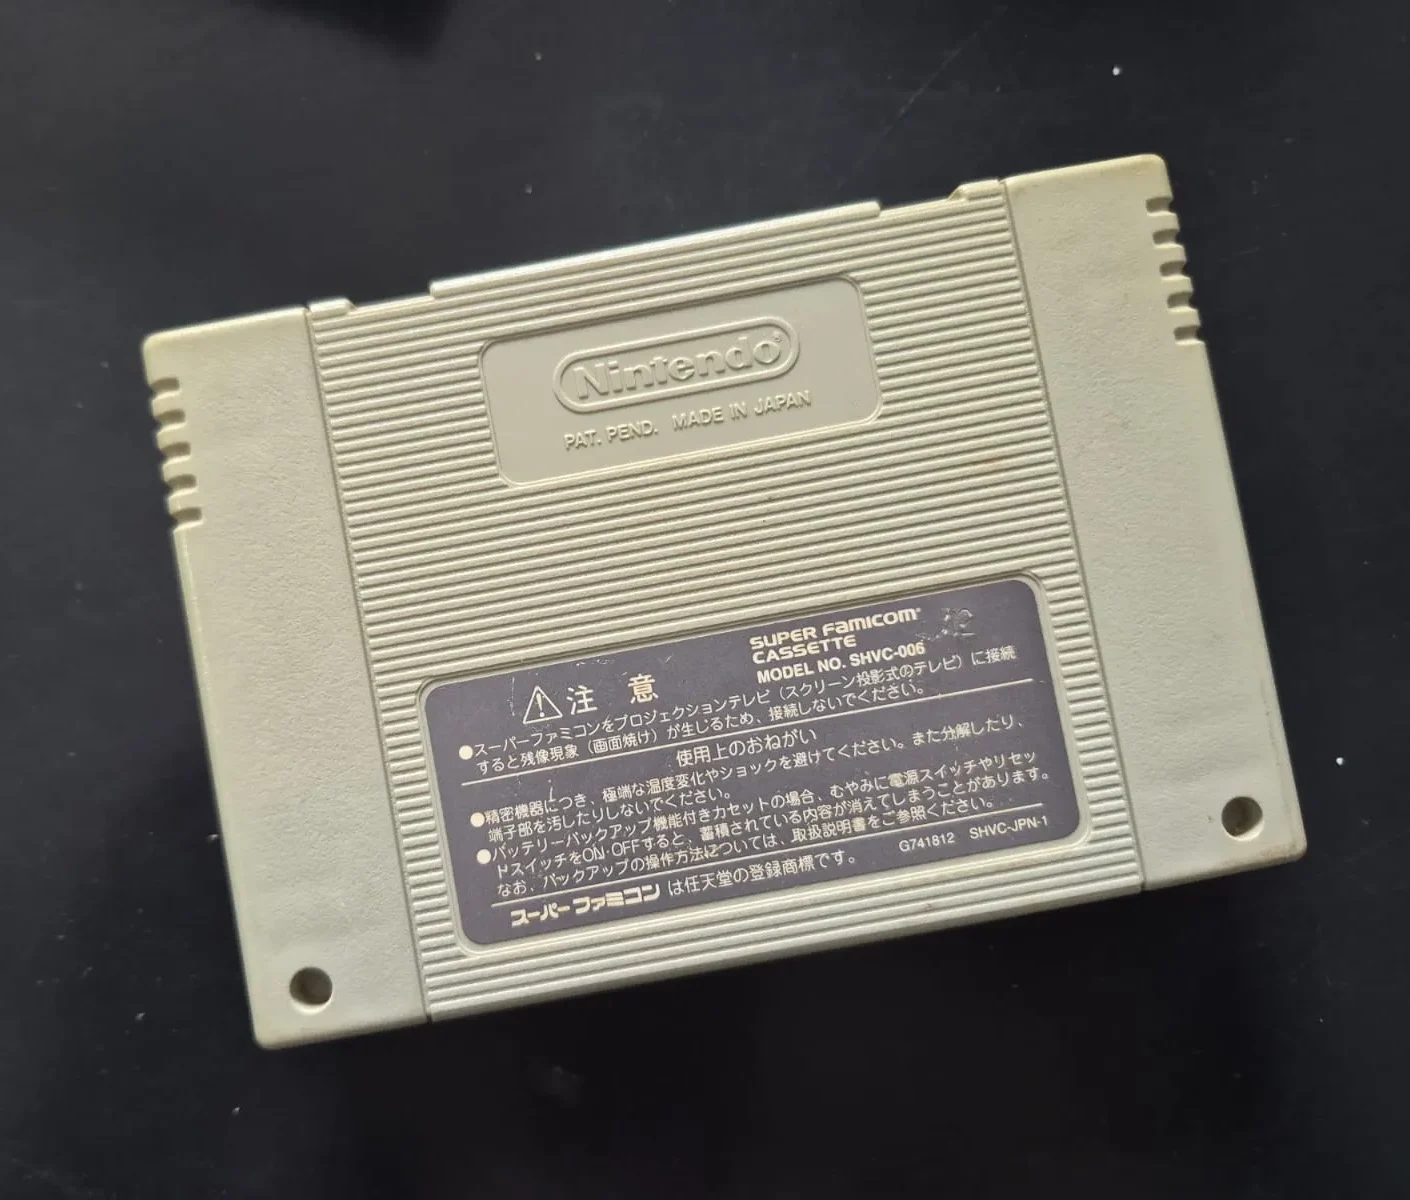 Nintendo®
PAT. PEND. MADE IN JAPAN
SUPER FAMICOM®
CASSETTE
MODEL NO. SHVC-006
注 意
●スーパーファミコンをプロジェクションテレビ(スクリーン投影式のテレビ)に接続
すると残像現象(画面焼け)が生じるため、接続しないでください。
使用上のおねがい
●精密機器につき、極端な温度変化やショックを避けてください。また分解したり、
端子部を汚したりしないでください。
●バッテリーバックアップ機能付きカセットの場合、むやみに電源スイッチやリセッ
トスイッチをON・OFFすると、蓄積されている内容が消えてしまうことがあります。
なお、バックアップの操作方法については、取扱説明書をご参照ください。
スーパーファミコン は任天堂の登録商標です。
G741812 SHVC-JPN-1